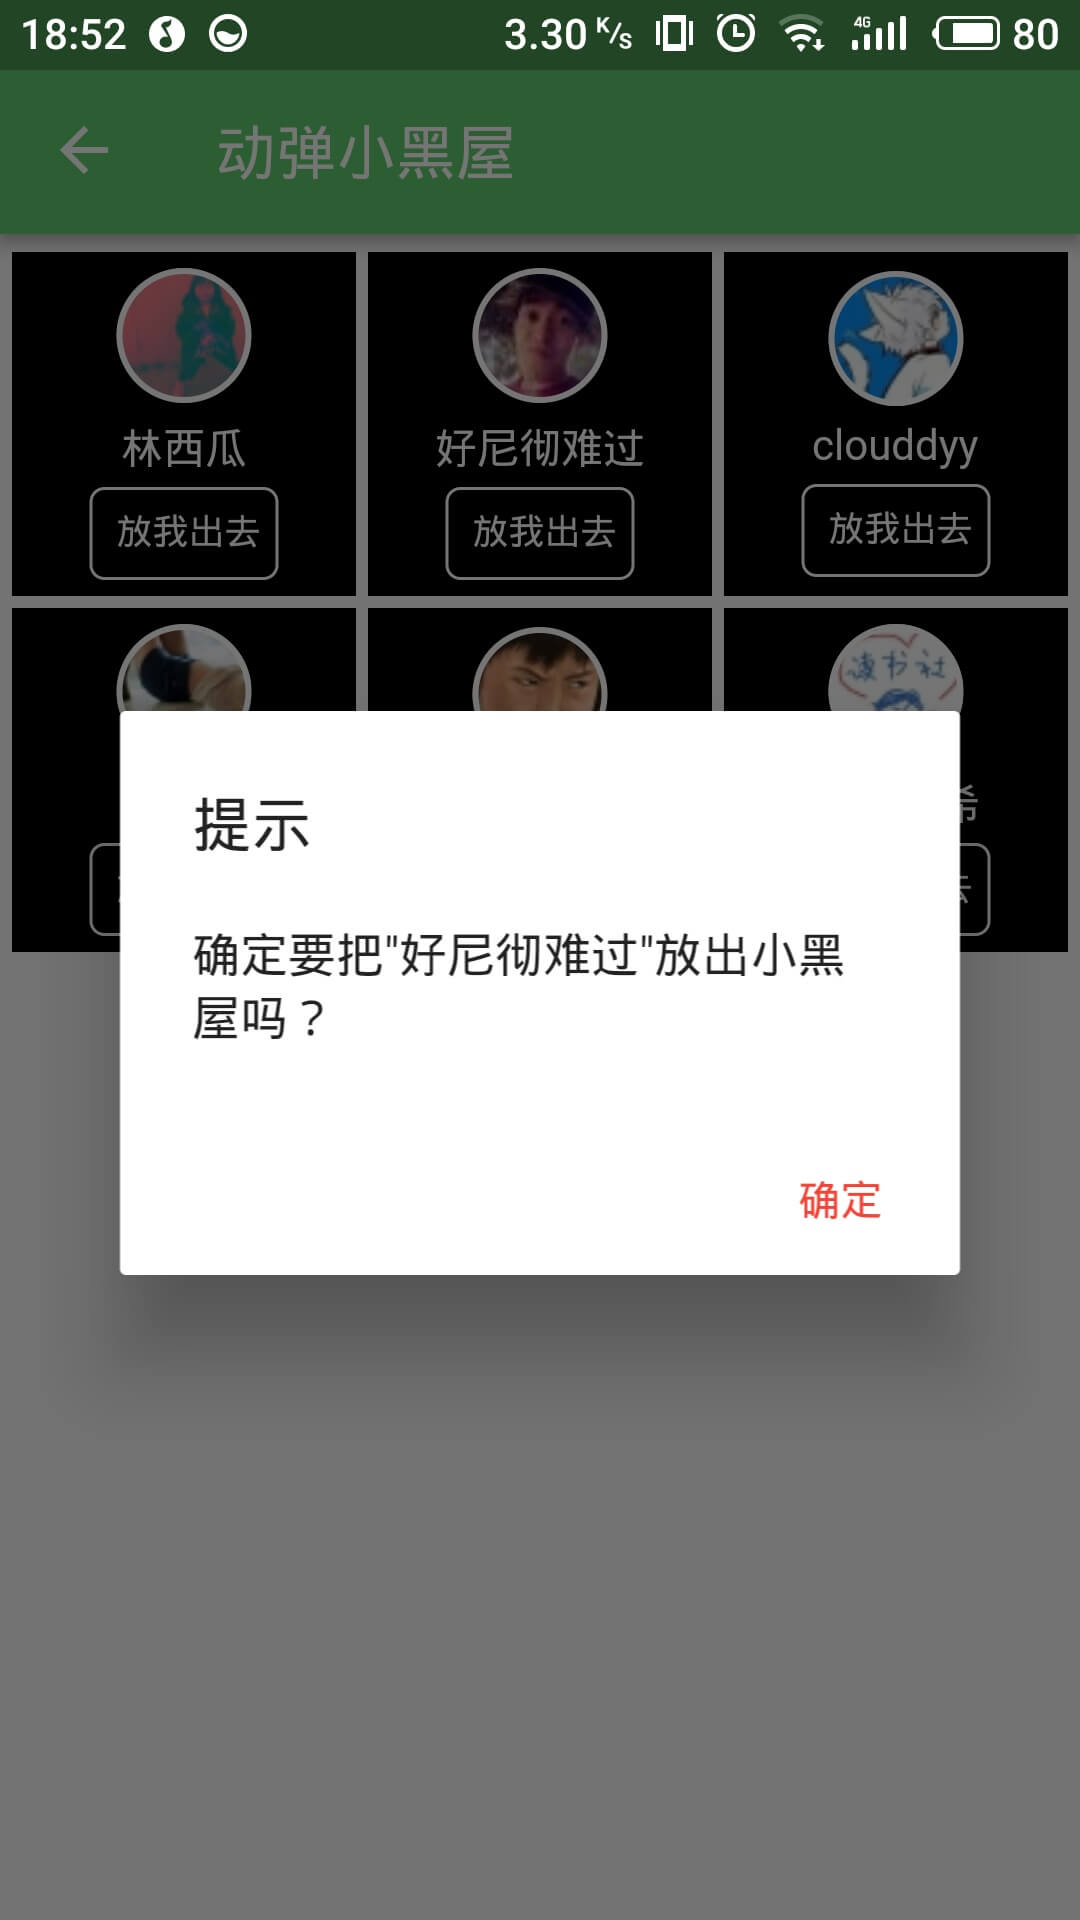 18:52 3.30 K/s 4G 80
动弹小黑屋
林西瓜 好尼彻难过 clouddyy
放我出去 放我出去 放我出去
读书社
希
提示
确定要把"好尼彻难过"放出小黑
屋吗？
确定